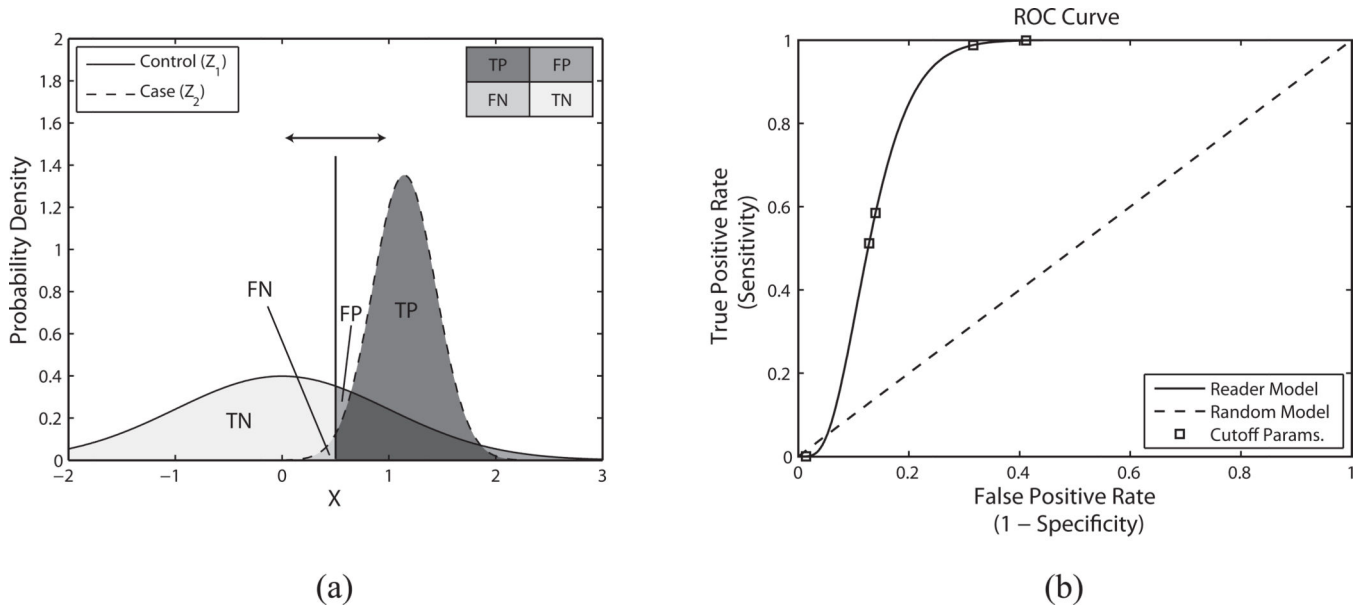 Control (Z1)
Case (Z2)
TP FP
FN TN
2
1.8
1.6
1.4
1.2
1
0.8
0.6
0.4
0.2
0
Probability Density
FN
FP
TP
TN
−2 −1 0 1 2 3
X
(a)
ROC Curve
1
0.8
0.6
0.4
0.2
0
True Positive Rate
(Sensitivity)
Reader Model
Random Model
Cutoff Params.
0 0.2 0.4 0.6 0.8 1
False Positive Rate
(1 − Specificity)
(b)